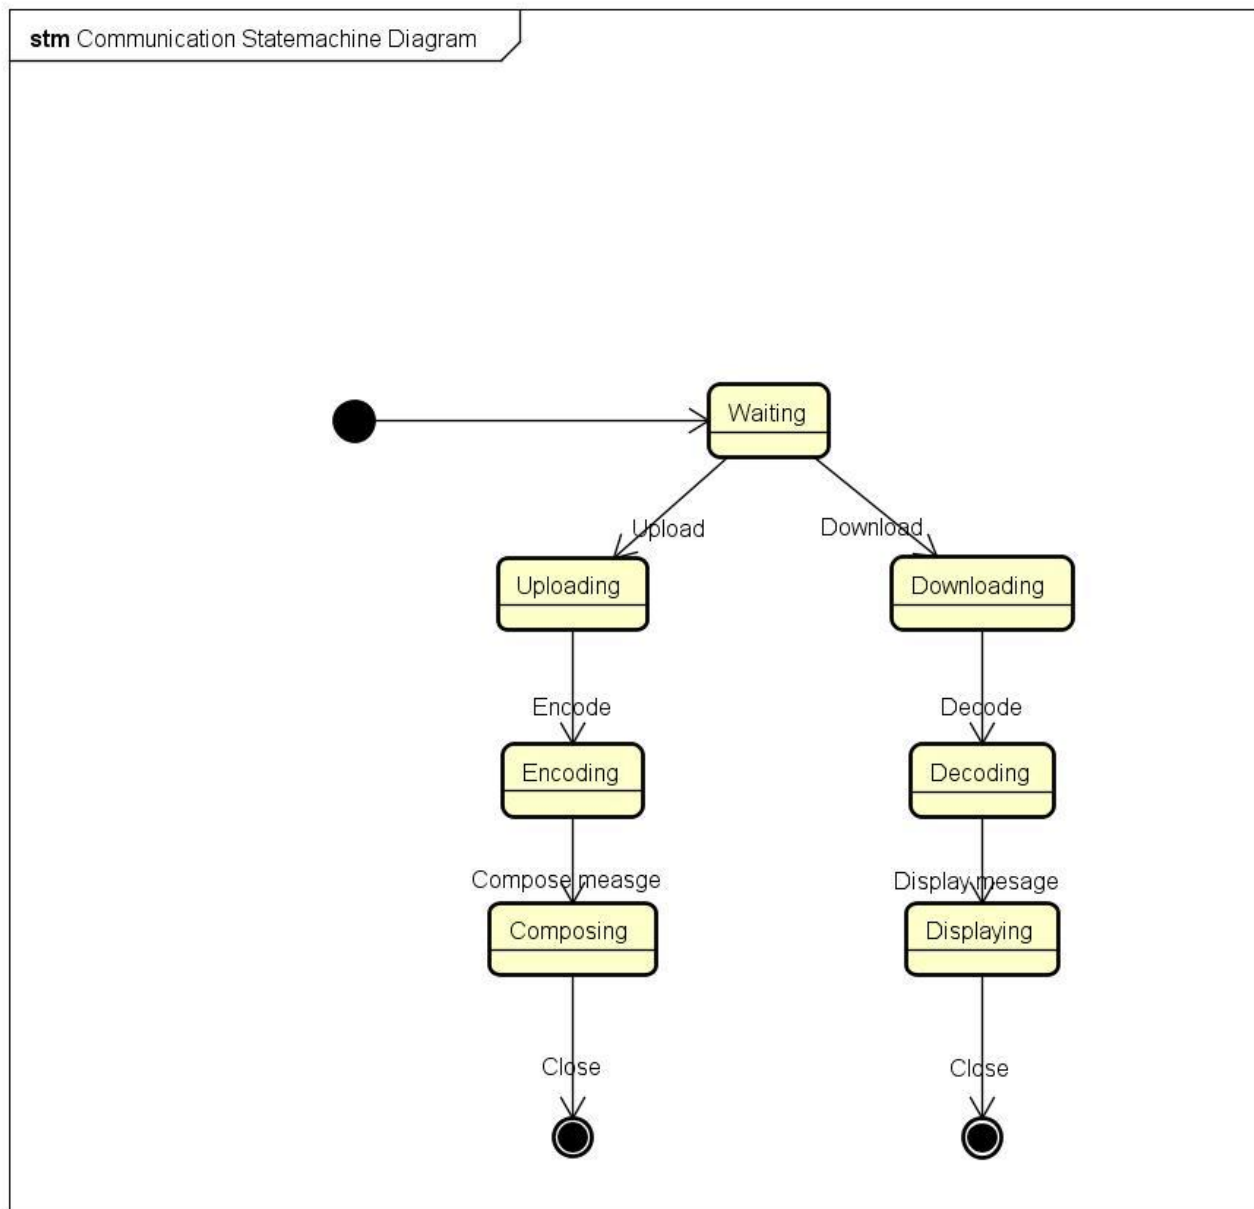 stm Communication Statemachine Diagram
Waiting
Upload
Download
Uploading
Downloading
Encode
Decode
Encoding
Decoding
Compose measge
Display mesage
Composing
Displaying
Close
Close